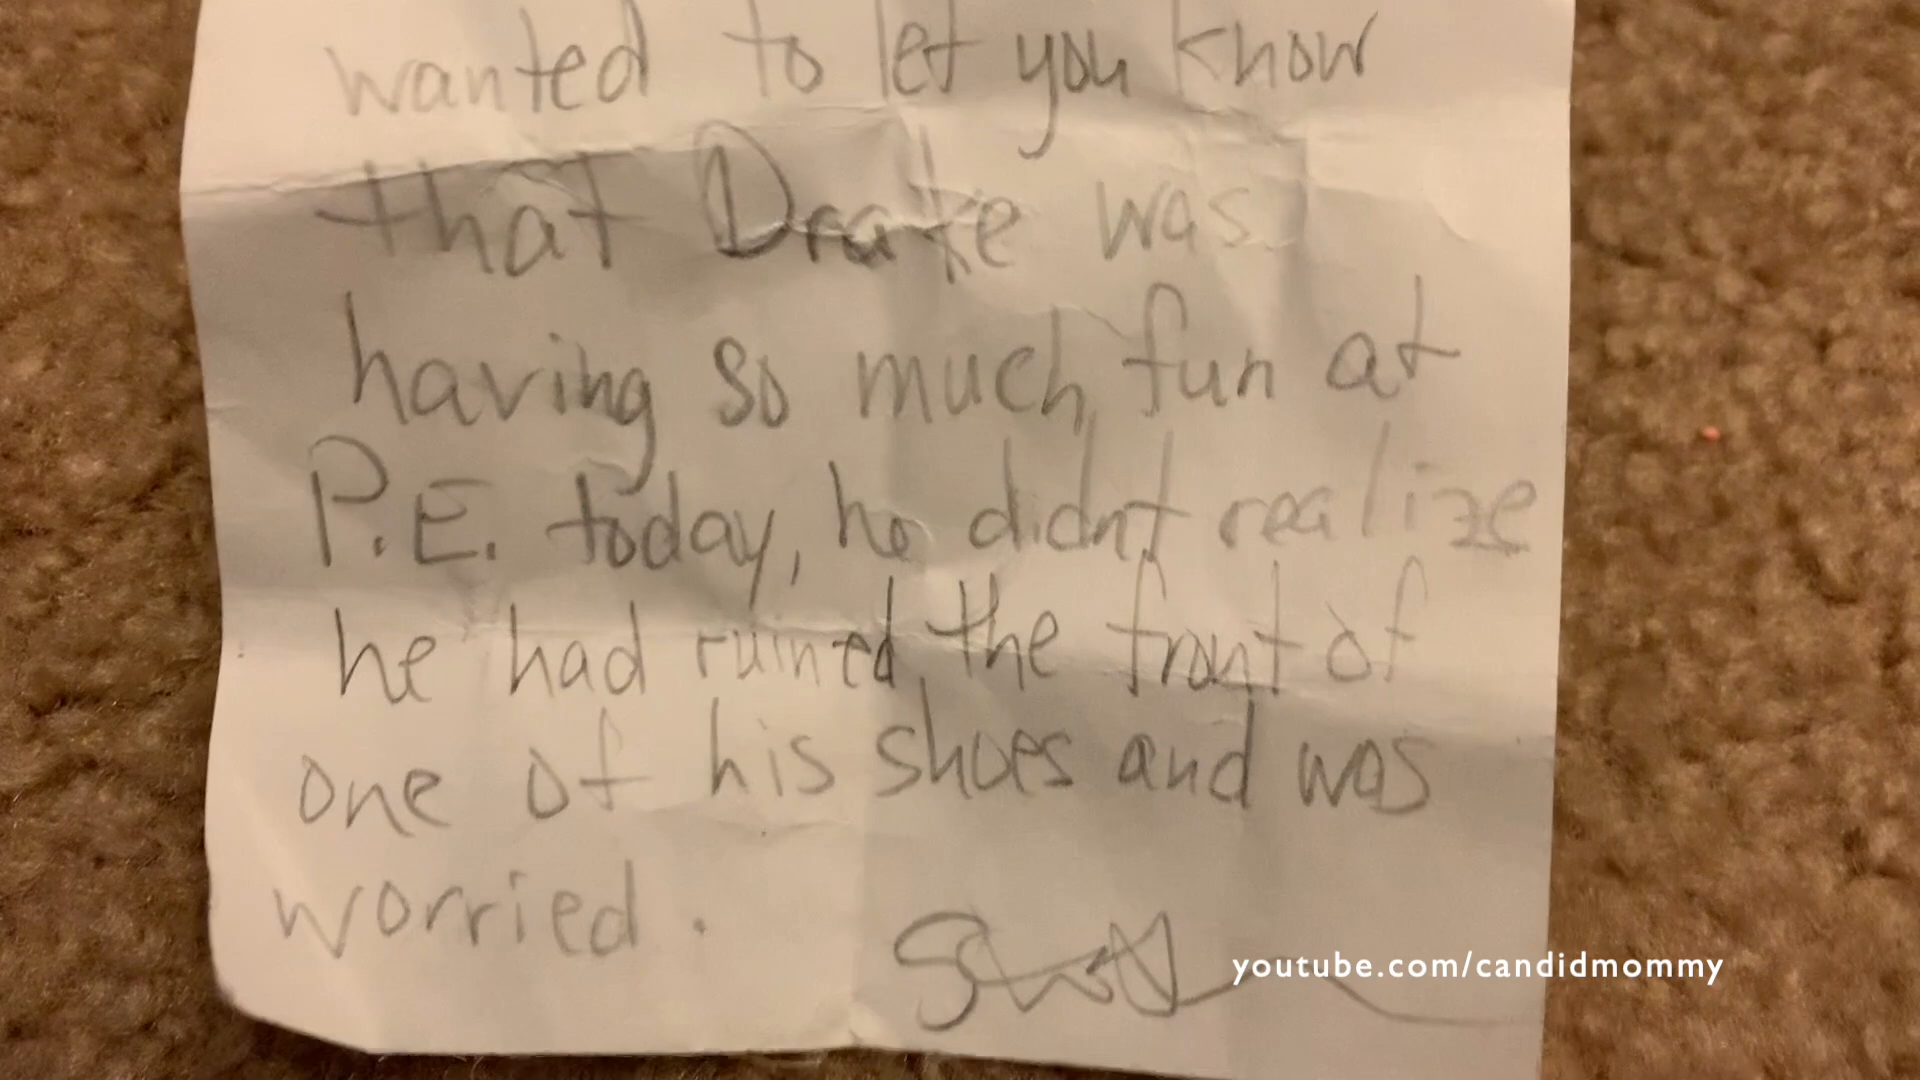 wanted to let you know
that Drake was
having so much fun at
P.E. today, he didn't realize
he had ruined the front of
one of his shoes and was
worried.
youtube.com/candidmommy